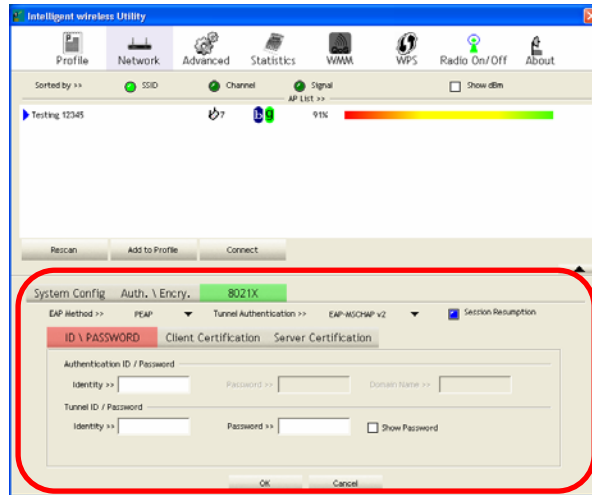 Intelligent wireless Utility
Profile Network Advanced Statistics WMM WPS Radio On/Off About
Sorted by >> SSID Channel Signal Show dBm
AP List >>
Testing 12345 7 b g 91%
Rescan Add to Profile Connect
System Config Auth. \ Encry. 8021X
EAP Method >> PEAP Tunnel Authentication >> EAP-MSCHAP v2 Session Resumption
ID \ PASSWORD Client Certification Server Certification
Authentication ID / Password
Identity >> Password >> Domain Name >>
Tunnel ID / Password
Identity >> Password >> Show Password
OK Cancel